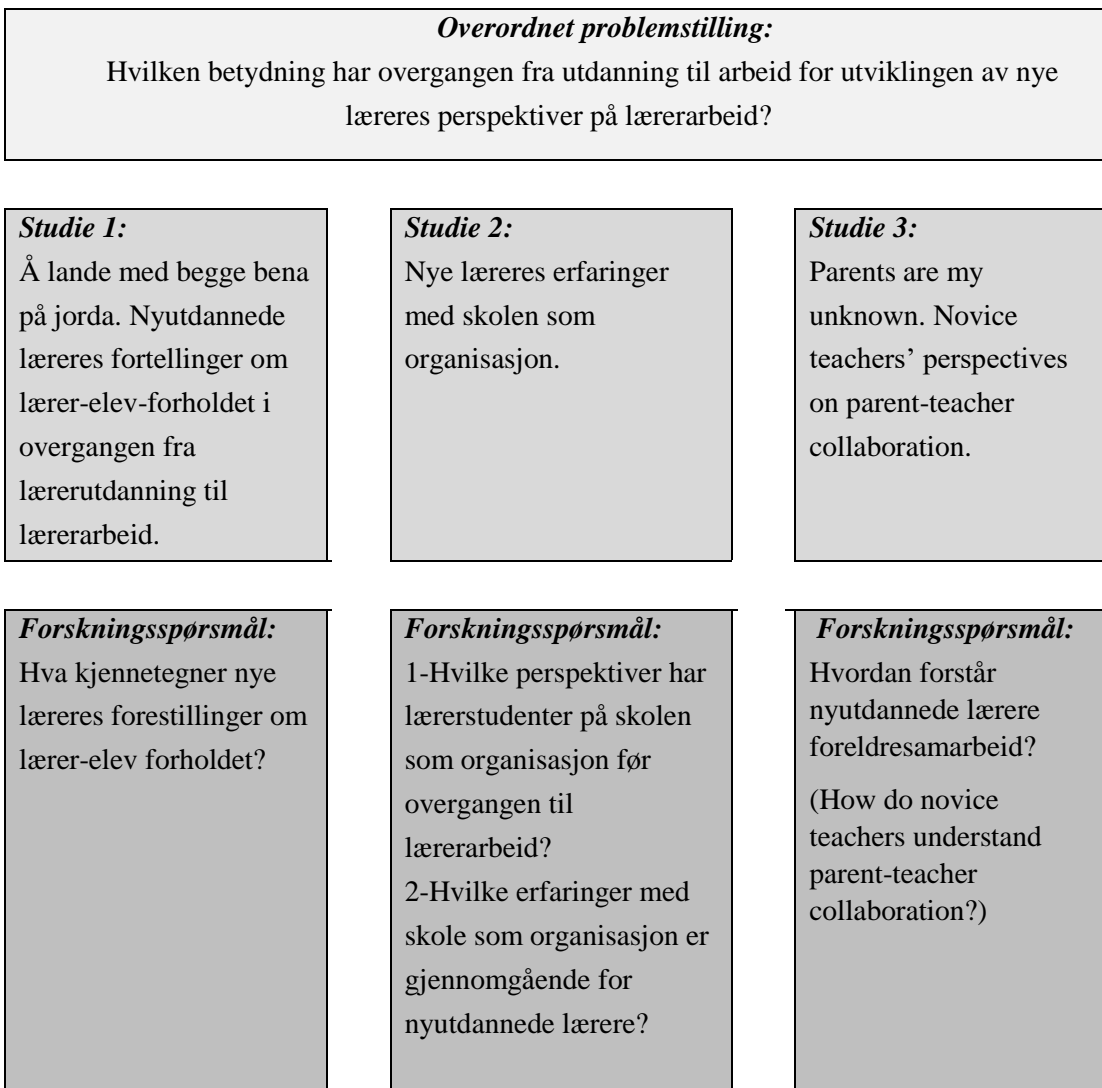 Overordnet problemstilling:
Hvilken betydning har overgangen fra utdanning til arbeid for utviklingen av nye
læreres perspektiver på lærerarbeid?
Studie 1:
Å lande med begge bena
på jorda. Nyutdannede
læreres fortellinger om
lærer-elev-forholdet i
overgangen fra
lærerutdanning til
lærerarbeid.
Studie 2:
Nye læreres erfaringer
med skolen som
organisasjon.
Studie 3:
Parents are my
unknown. Novice
teachers’ perspectives
on parent-teacher
collaboration.
Forskningsspørsmål:
Hva kjennetegner nye
læreres forestillinger om
lærer-elev forholdet?
Forskningsspørsmål:
1-Hvilke perspektiver har
lærerstudenter på skolen
som organisasjon før
overgangen til
lærerarbeid?
2-Hvilke erfaringer med
skole som organisasjon er
gjennomgående for
nyutdannede lærere?
Forskningsspørsmål:
Hvordan forstår
nyutdannede lærere
foreldresamarbeid?
(How do novice
teachers understand
parent-teacher
collaboration?)